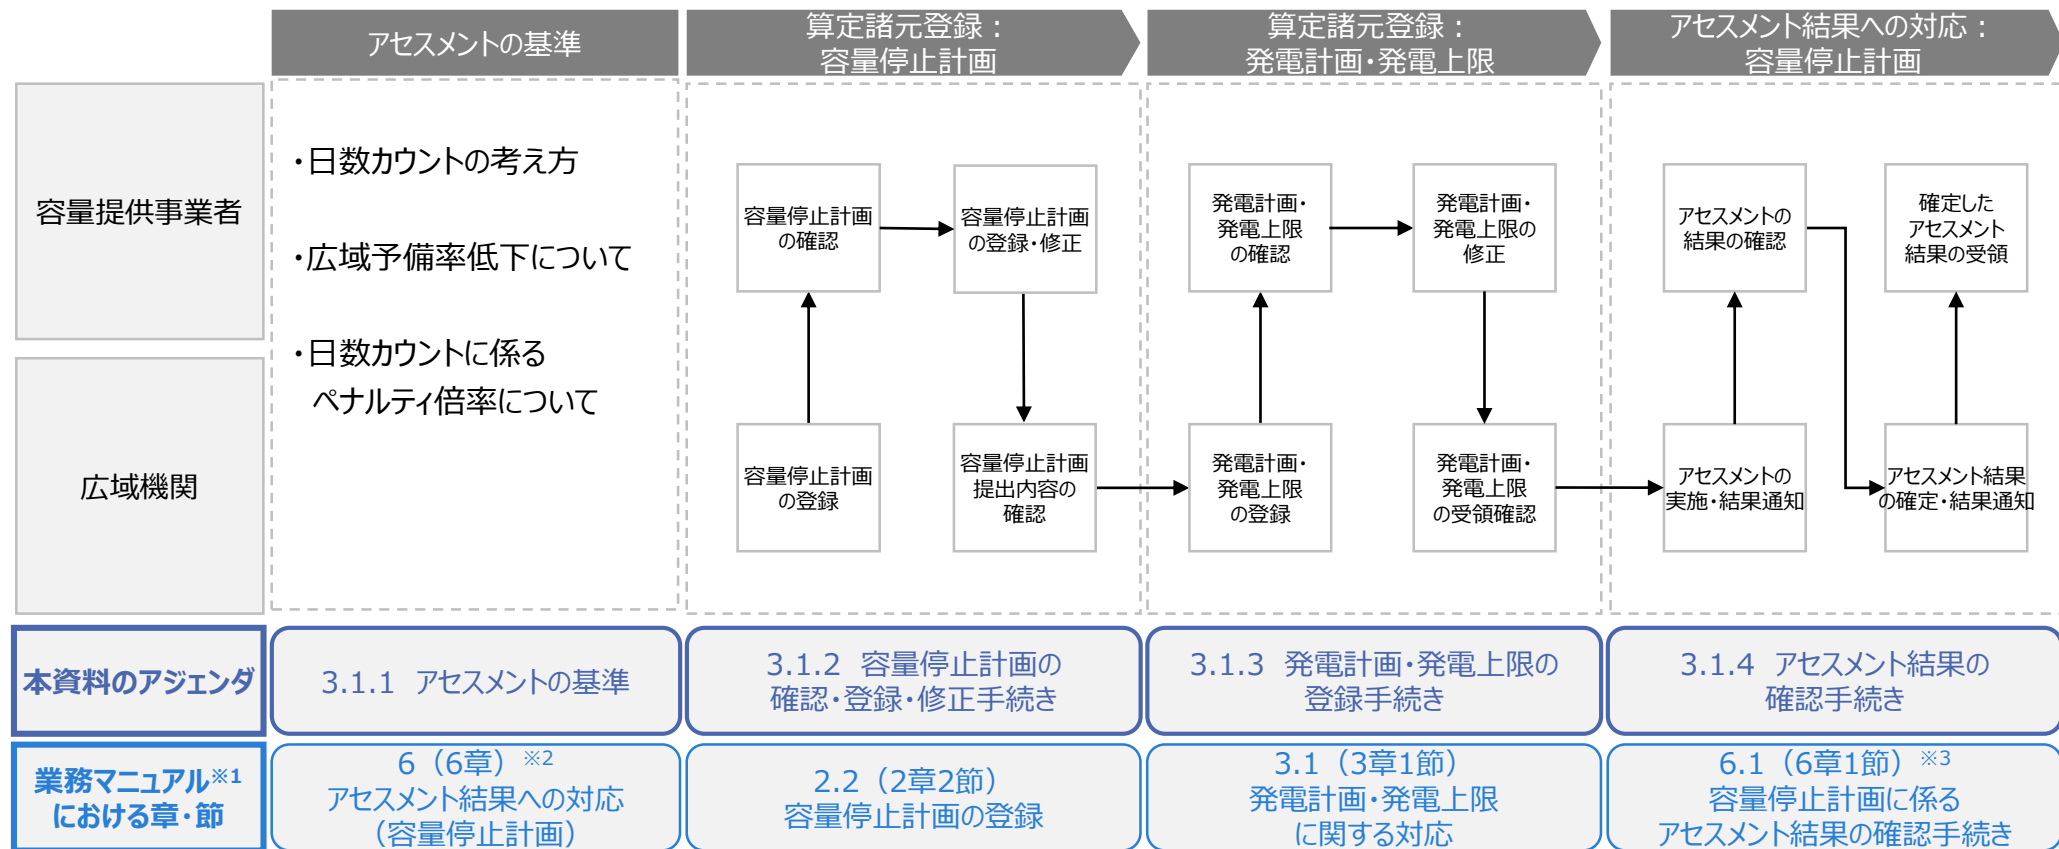 アセスメントの基準
算定諸元登録：
容量停止計画
算定諸元登録：
発電計画・発電上限
アセスメント結果への対応：
容量停止計画
容量提供事業者
・日数カウントの考え方
・広域予備率低下について
・日数カウントに係る
ペナルティ倍率について
容量停止計画
の確認
容量停止計画
の登録・修正
発電計画・
発電上限
の確認
発電計画・
発電上限の
修正
アセスメントの
結果の確認
確定した
アセスメント
結果の受領
広域機関
容量停止計画
の登録
容量停止計画
提出内容の
確認
発電計画・
発電上限
の登録
発電計画・
発電上限
の受領確認
アセスメントの
実施・結果通知
アセスメント結果
の確定・結果通知
本資料のアジェンダ
3.1.1 アセスメントの基準
3.1.2 容量停止計画の
確認・登録・修正手続き
3.1.3 発電計画・発電上限の
登録手続き
3.1.4 アセスメント結果の
確認手続き
業務マニュアル※1
における章・節
6（6章）※2
アセスメント結果への対応
（容量停止計画）
2.2（2章2節）
容量停止計画の登録
3.1（3章1節）
発電計画・発電上限
に関する対応
6.1（6章1節）※3
容量停止計画に係る
アセスメント結果の確認手続き